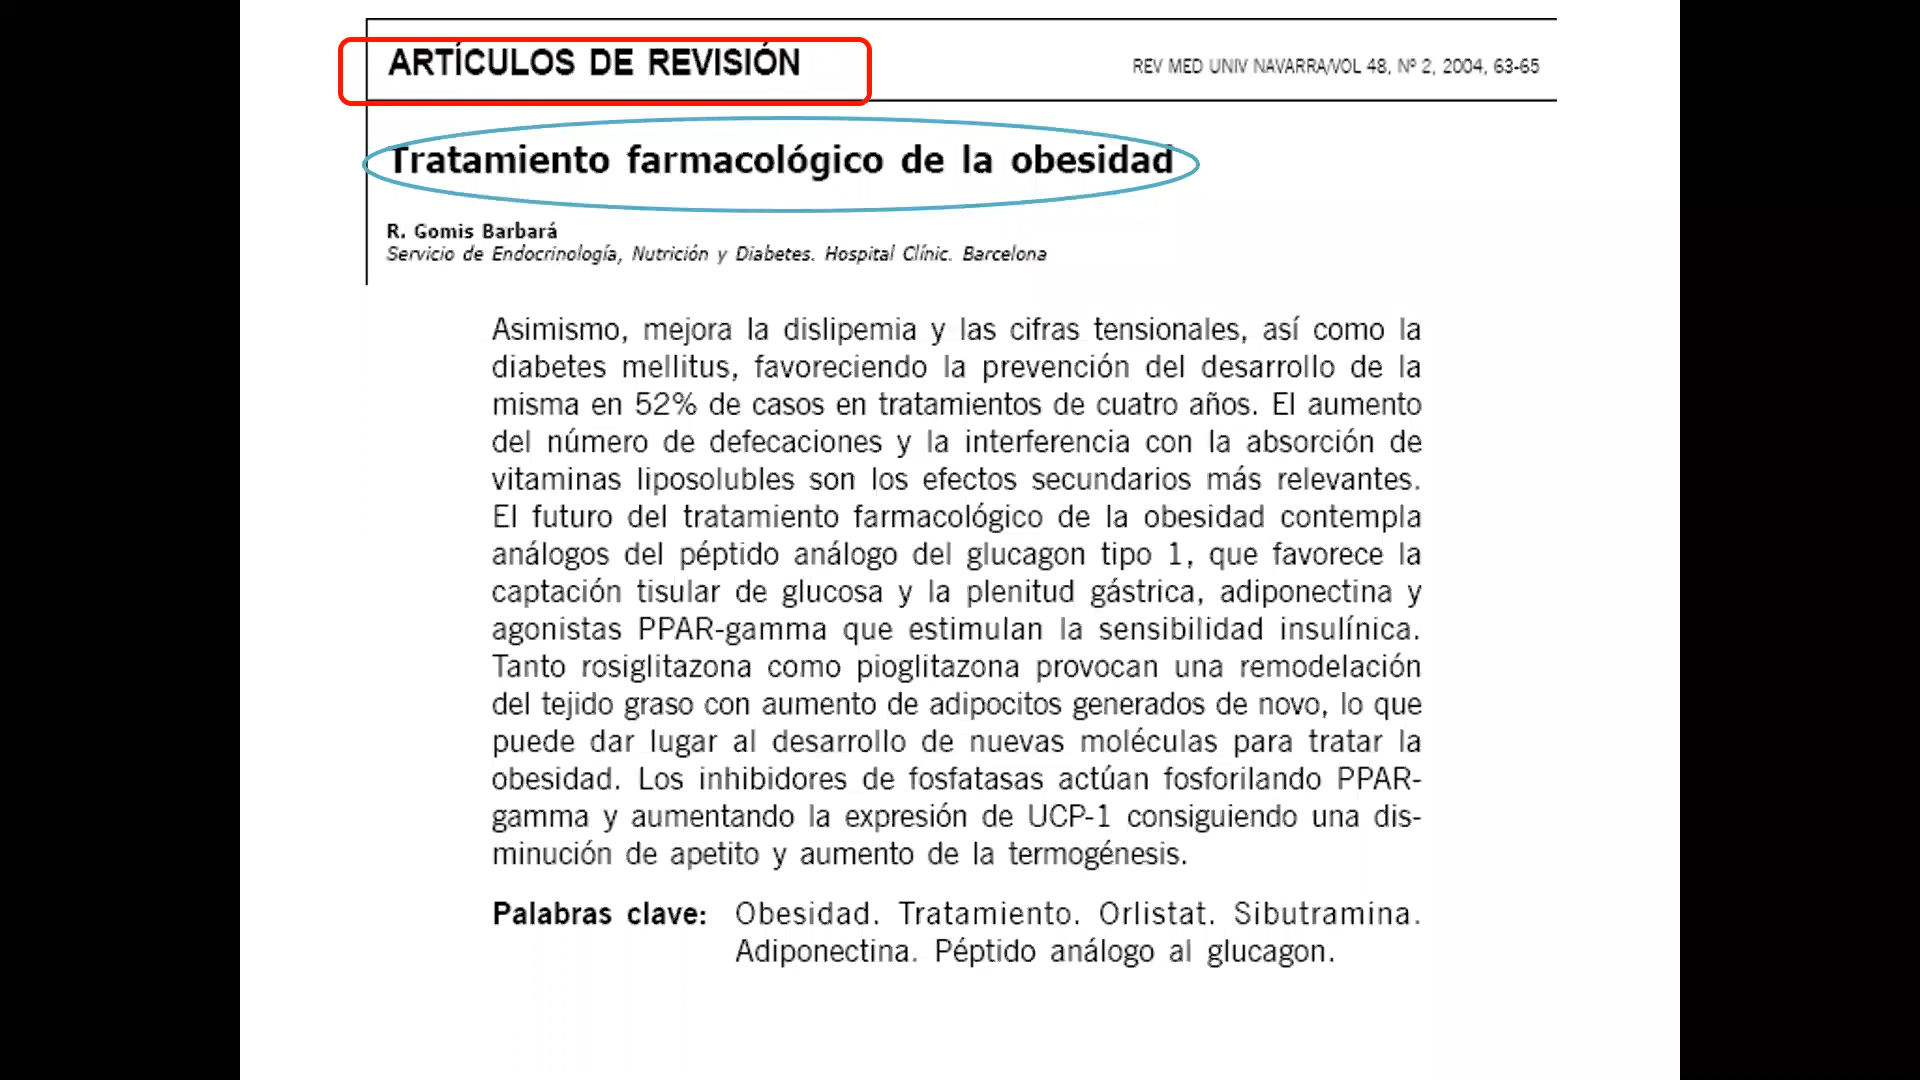 ARTÍCULOS DE REVISIÓN
REV MED UNIV NAVARRA/VOL 48, Nº 2, 2004, 63-65
Tratamiento farmacológico de la obesidad
R. Gomis Barbará
Servicio de Endocrinología, Nutrición y Diabetes. Hospital Clínic. Barcelona
Asimismo, mejora la dislipemia y las cifras tensionales, así como la
diabetes mellitus, favoreciendo la prevención del desarrollo de la
misma en 52% de casos en tratamientos de cuatro años. El aumento
del número de defecaciones y la interferencia con la absorción de
vitaminas liposolubles son los efectos secundarios más relevantes.
El futuro del tratamiento farmacológico de la obesidad contempla
análogos del péptido análogo del glucagon tipo 1, que favorece la
captación tisular de glucosa y la plenitud gástrica, adiponectina y
agonistas PPAR-gamma que estimulan la sensibilidad insulínica.
Tanto rosiglitazona como pioglitazona provocan una remodelación
del tejido graso con aumento de adipocitos generados de novo, lo que
puede dar lugar al desarrollo de nuevas moléculas para tratar la
obesidad. Los inhibidores de fosfatasas actúan fosforilando PPAR-
gamma y aumentando la expresión de UCP-1 consiguiendo una dis-
minución de apetito y aumento de la termogénesis.
Palabras clave: Obesidad. Tratamiento. Orlistat. Sibutramina.
Adiponectina. Péptido análogo al glucagon.